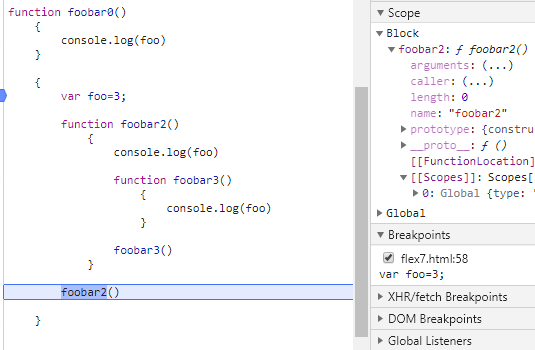 function foobar0()
{
console.log(foo)
}
{
var foo=3;
function foobar2()
{
console.log(foo)
function foobar3()
{
console.log(foo)
}
foobar3()
}
foobar2()
}
Scope
Block
foobar2: ƒ foobar2()
arguments: (...)
caller: (...)
length: 0
name: "foobar2"
prototype: {constru
__proto__: ƒ ()
[[FunctionLocation]
[[Scopes]]: Scopes[
0: Global {type: "
Global
Breakpoints
flex7.html:58
var foo=3;
XHR/fetch Breakpoints
DOM Breakpoints
Global Listeners